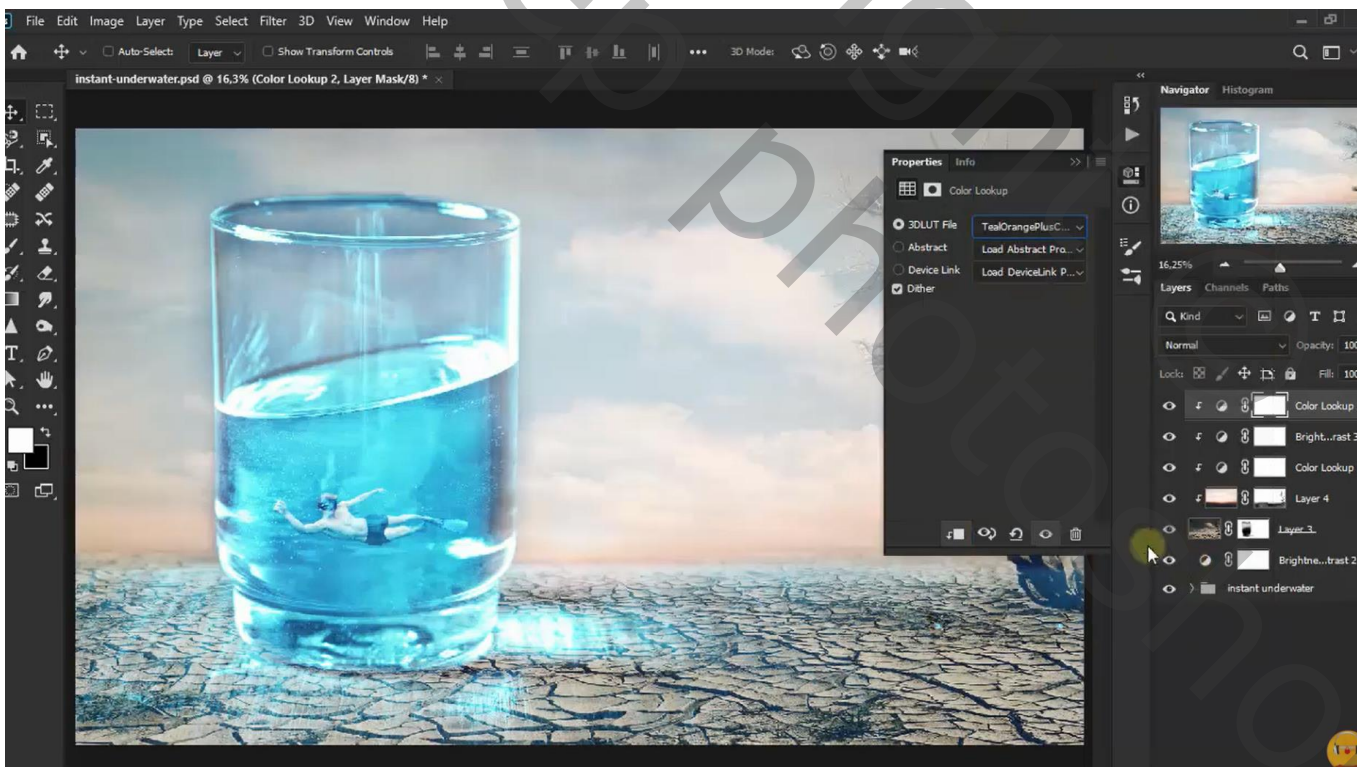 File Edit Image Layer Type Select Filter 3D View Window Help
Auto-Select: Layer Show Transform Controls 3D Mode:
instant-underwater.psd @ 16,3% (Color Lookup 2, Layer Mask/8) * ×
Navigator Histogram
Properties Info
Color Lookup
3DLUT File TealOrangePlusC...
Abstract Load Abstract Pro...
Device Link Load DeviceLink P...
Dither
16,25%
Layers Channels Paths
Kind
Normal Opacity: 100
Lock: Fill: 100
Color Lookup
Bright...rast 3
Color Lookup
Layer 4
Layer 3
Brightne...trast 2
instant underwater